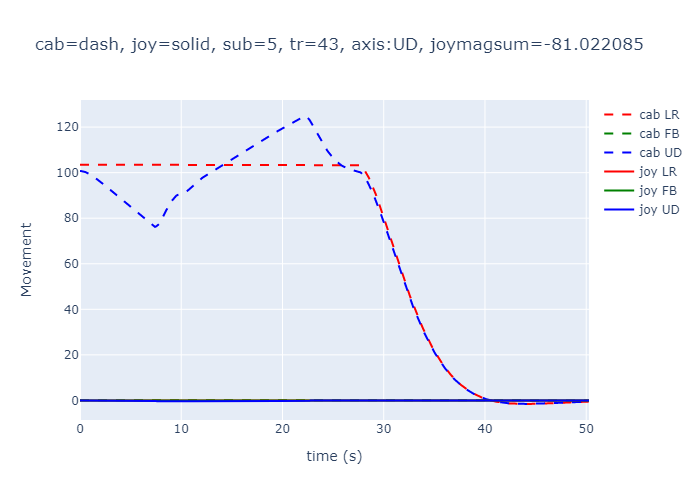 cab=dash, joy=solid, sub=5, tr=43, axis:UD, joymagsum=-81.022085
cab LR
cab FB
cab UD
joy LR
joy FB
joy UD
Movement
120
100
80
60
40
20
0
0 10 20 30 40 50
time (s)